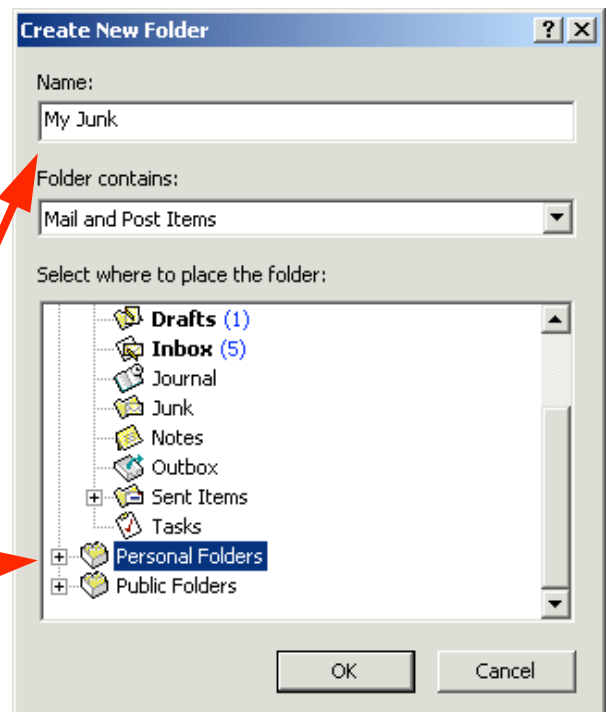 Create New Folder
Name:
My Junk
Folder contains:
Mail and Post Items
Select where to place the folder:
Drafts (1)
Inbox (5)
Journal
Junk
Notes
Outbox
Sent Items
Tasks
Personal Folders
Public Folders
OK Cancel